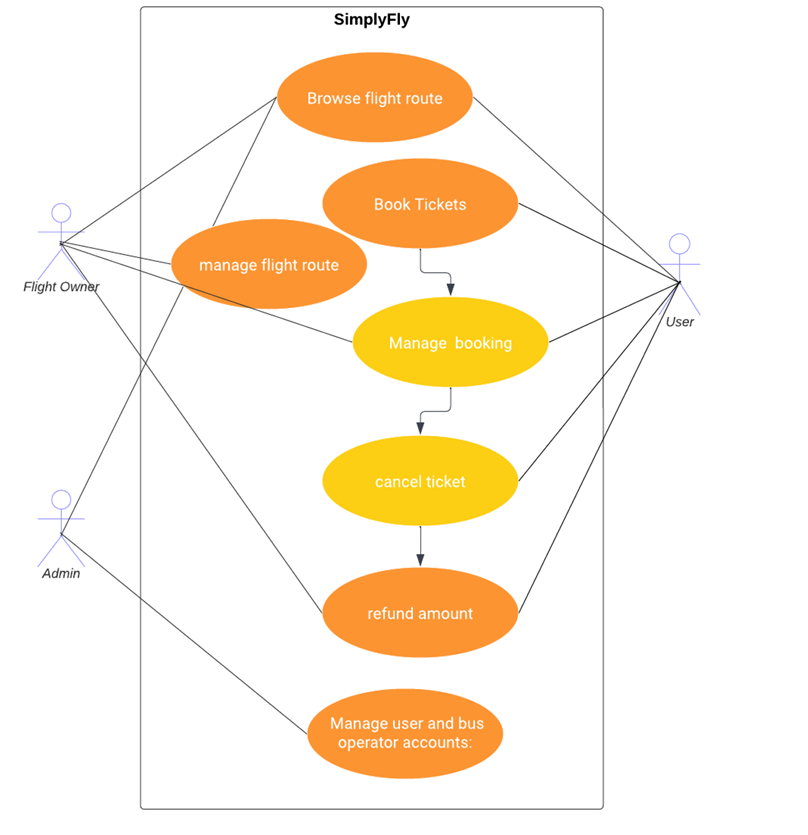 SimplyFly
Browse flight route
Book Tickets
manage flight route
Flight Owner
User
Manage  booking
cancel ticket
Admin
refund amount
Manage user and bus
operator accounts: